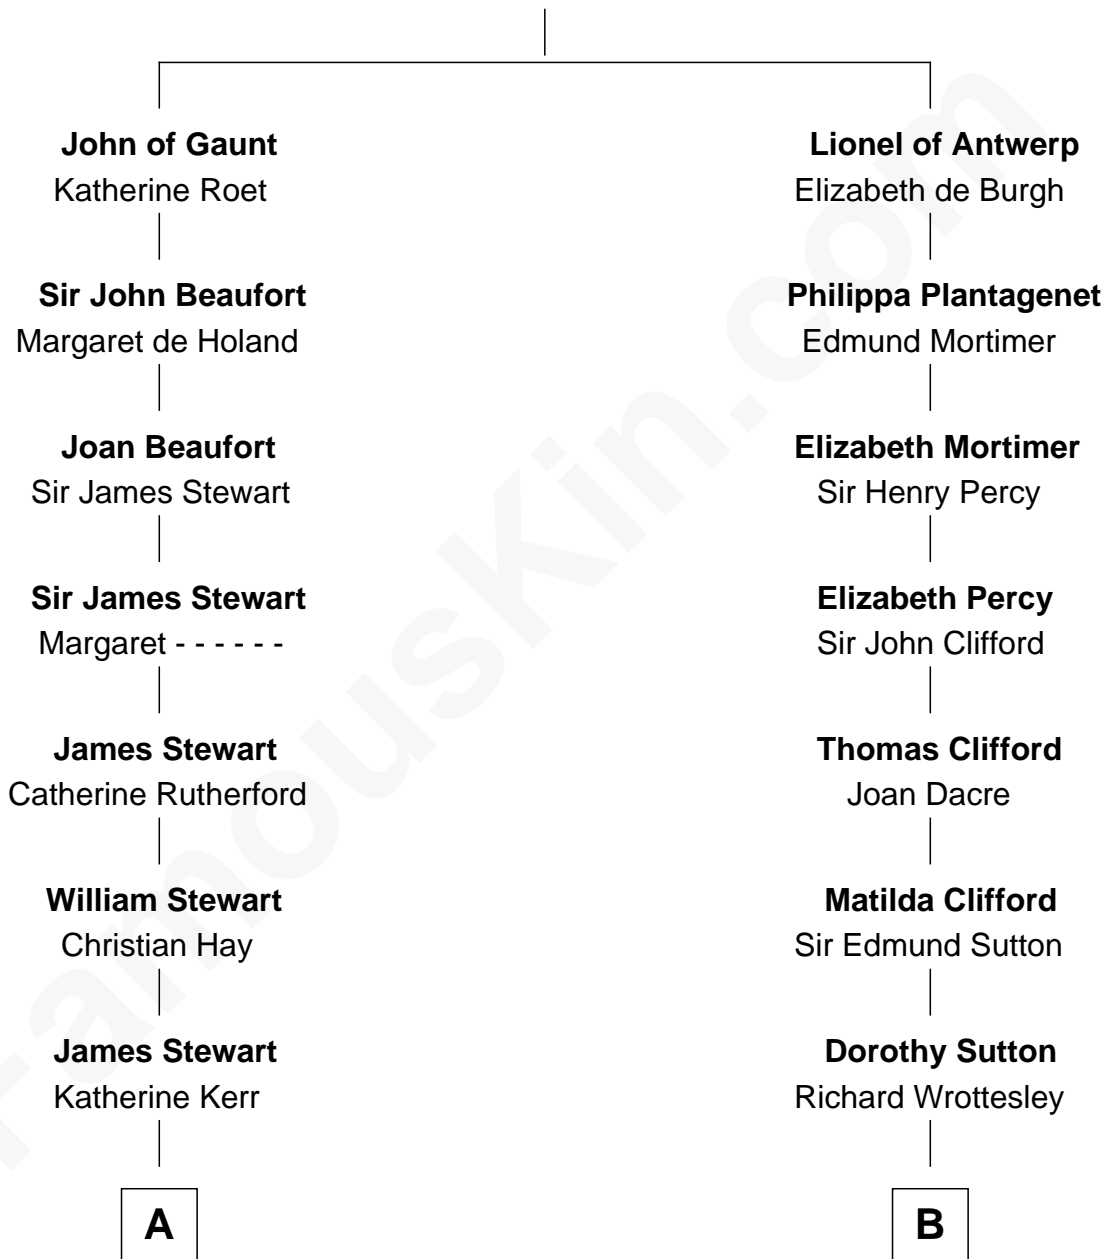 John of Gaunt
Katherine Roet
Sir John Beaufort
Margaret de Holand
Joan Beaufort
Sir James Stewart
Sir James Stewart
Margaret - - - - - -
James Stewart
Catherine Rutherford
William Stewart
Christian Hay
James Stewart
Katherine Kerr
A
Lionel of Antwerp
Elizabeth de Burgh
Philippa Plantagenet
Edmund Mortimer
Elizabeth Mortimer
Sir Henry Percy
Elizabeth Percy
Sir John Clifford
Thomas Clifford
Joan Dacre
Matilda Clifford
Sir Edmund Sutton
Dorothy Sutton
Richard Wrottesley
B
FamousKin.com